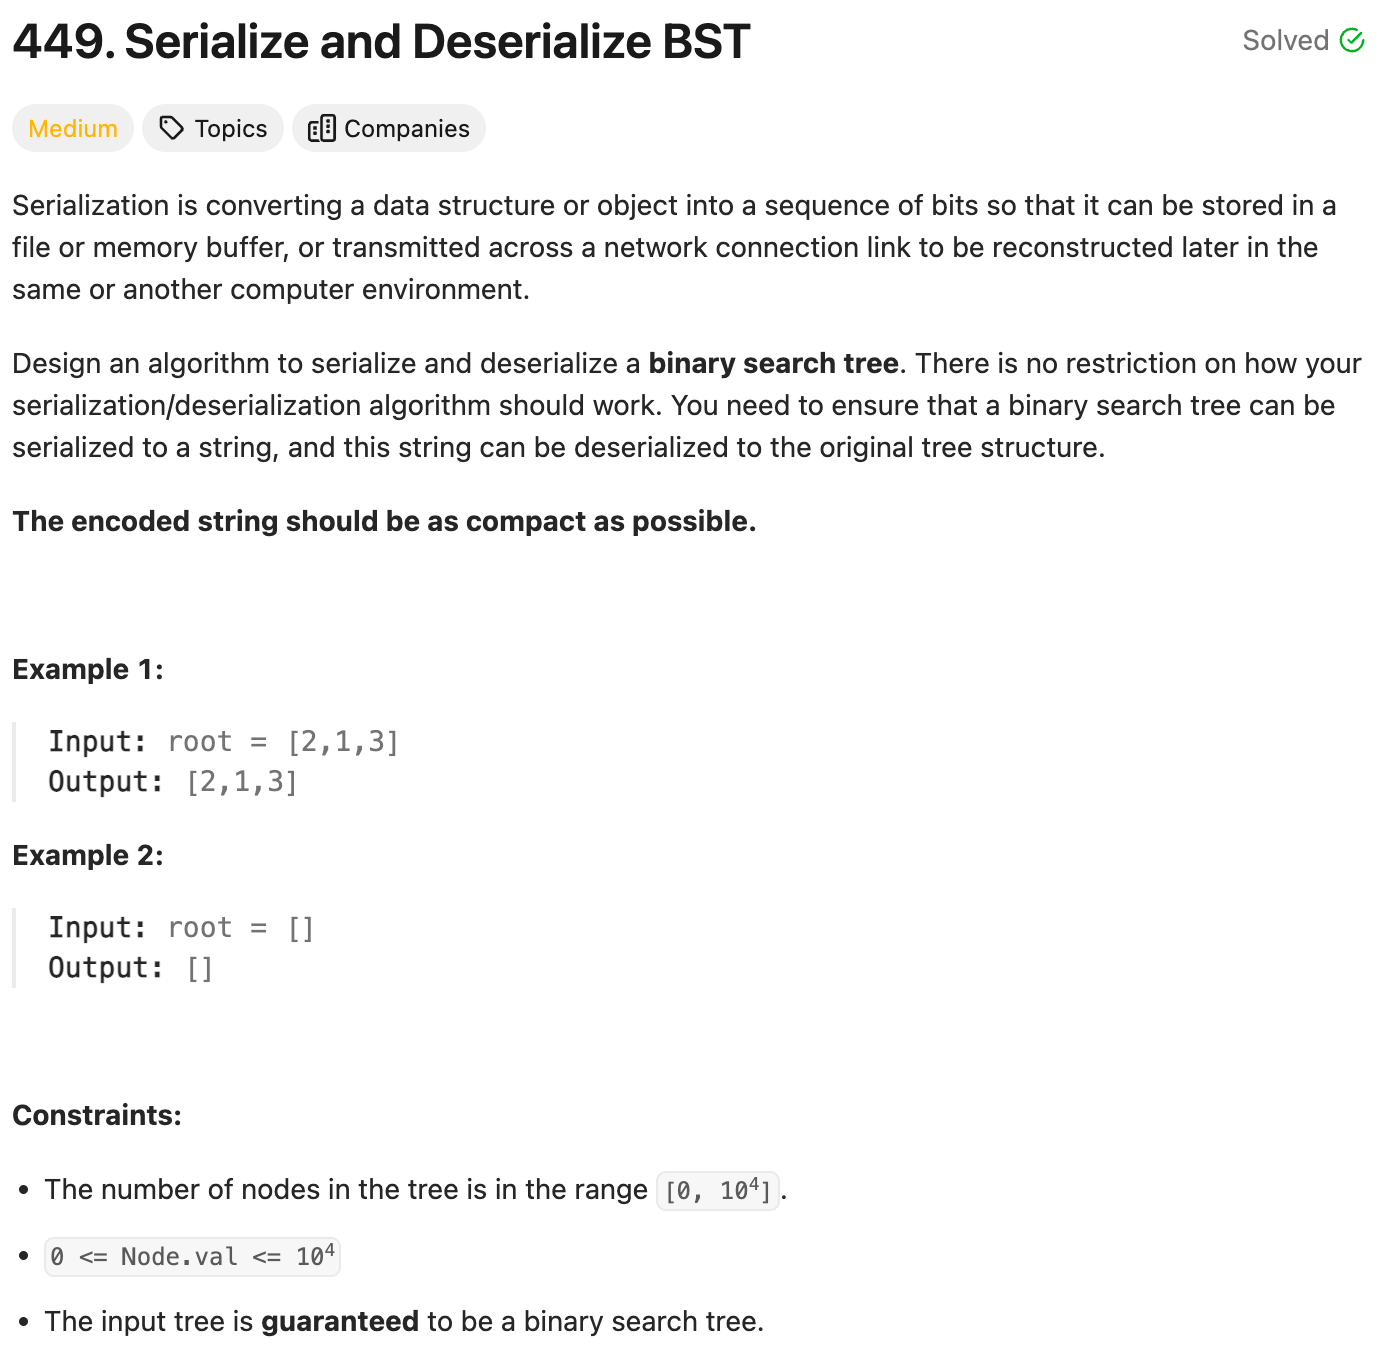 449. Serialize and Deserialize BST
Solved
Medium
Topics
Companies
Serialization is converting a data structure or object into a sequence of bits so that it can be stored in a
file or memory buffer, or transmitted across a network connection link to be reconstructed later in the
same or another computer environment.
Design an algorithm to serialize and deserialize a binary search tree. There is no restriction on how your
serialization/deserialization algorithm should work. You need to ensure that a binary search tree can be
serialized to a string, and this string can be deserialized to the original tree structure.
The encoded string should be as compact as possible.
Example 1:
Input: root = [2,1,3]
Output: [2,1,3]
Example 2:
Input: root = []
Output: []
Constraints:
• The number of nodes in the tree is in the range [0, 10⁴].
• 0 <= Node.val <= 10⁴
• The input tree is guaranteed to be a binary search tree.